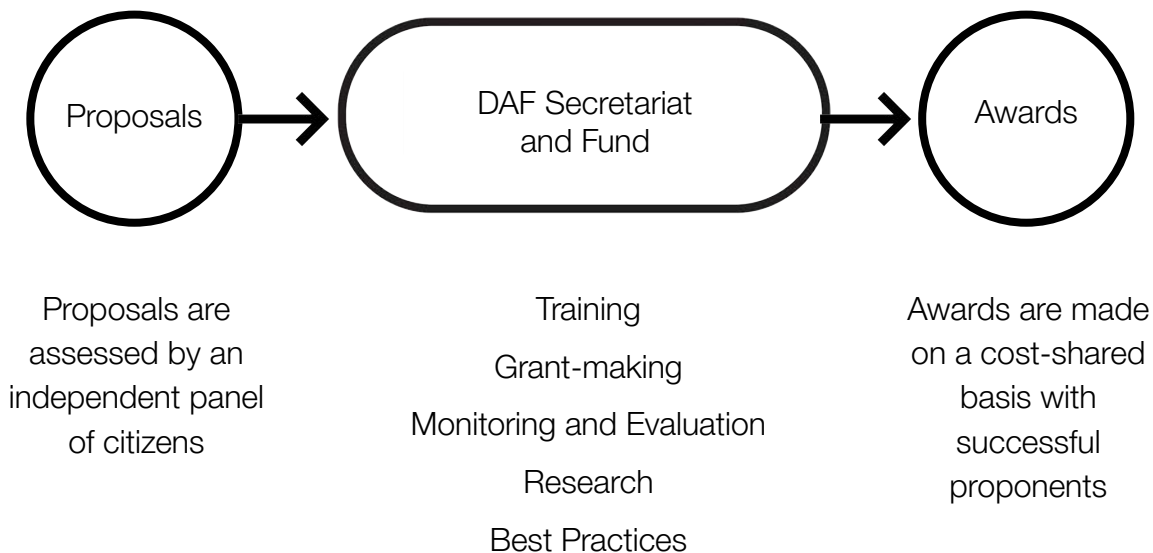 Proposals
DAF Secretariat
and Fund
Awards
Proposals are
assessed by an
independent panel
of citizens
Training
Grant-making
Monitoring and Evaluation
Research
Best Practices
Awards are made
on a cost-shared
basis with
successful
proponents